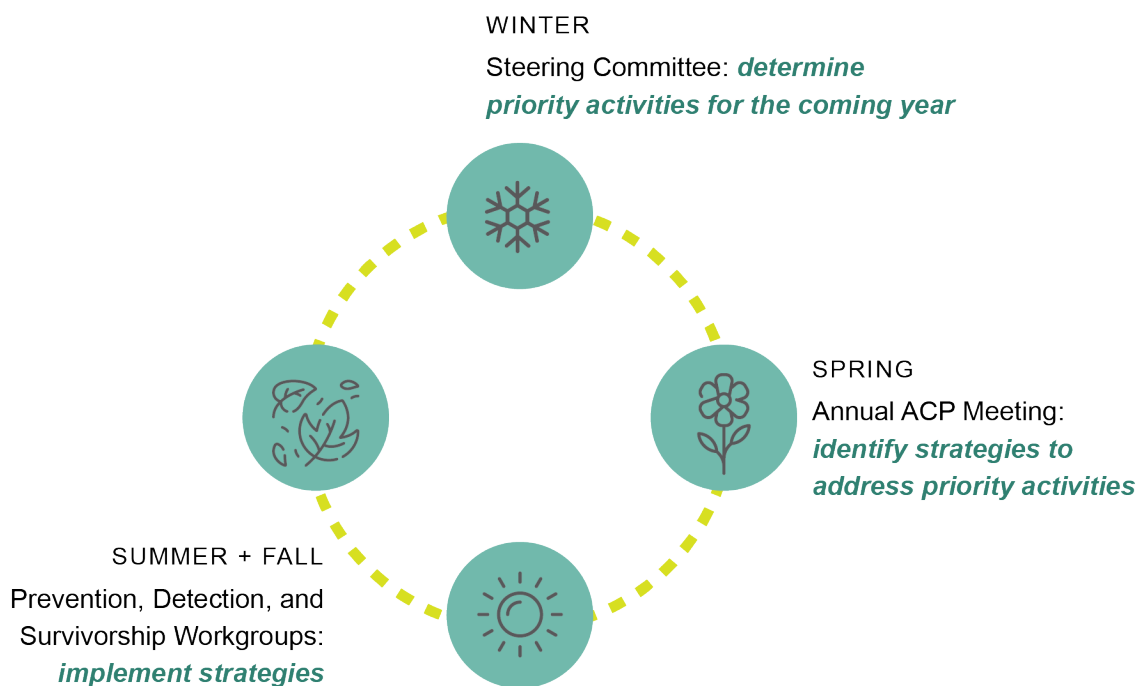 WINTER
Steering Committee: determine
priority activities for the coming year
SPRING
Annual ACP Meeting:
identify strategies to
address priority activities
SUMMER + FALL
Prevention, Detection, and
Survivorship Workgroups:
implement strategies